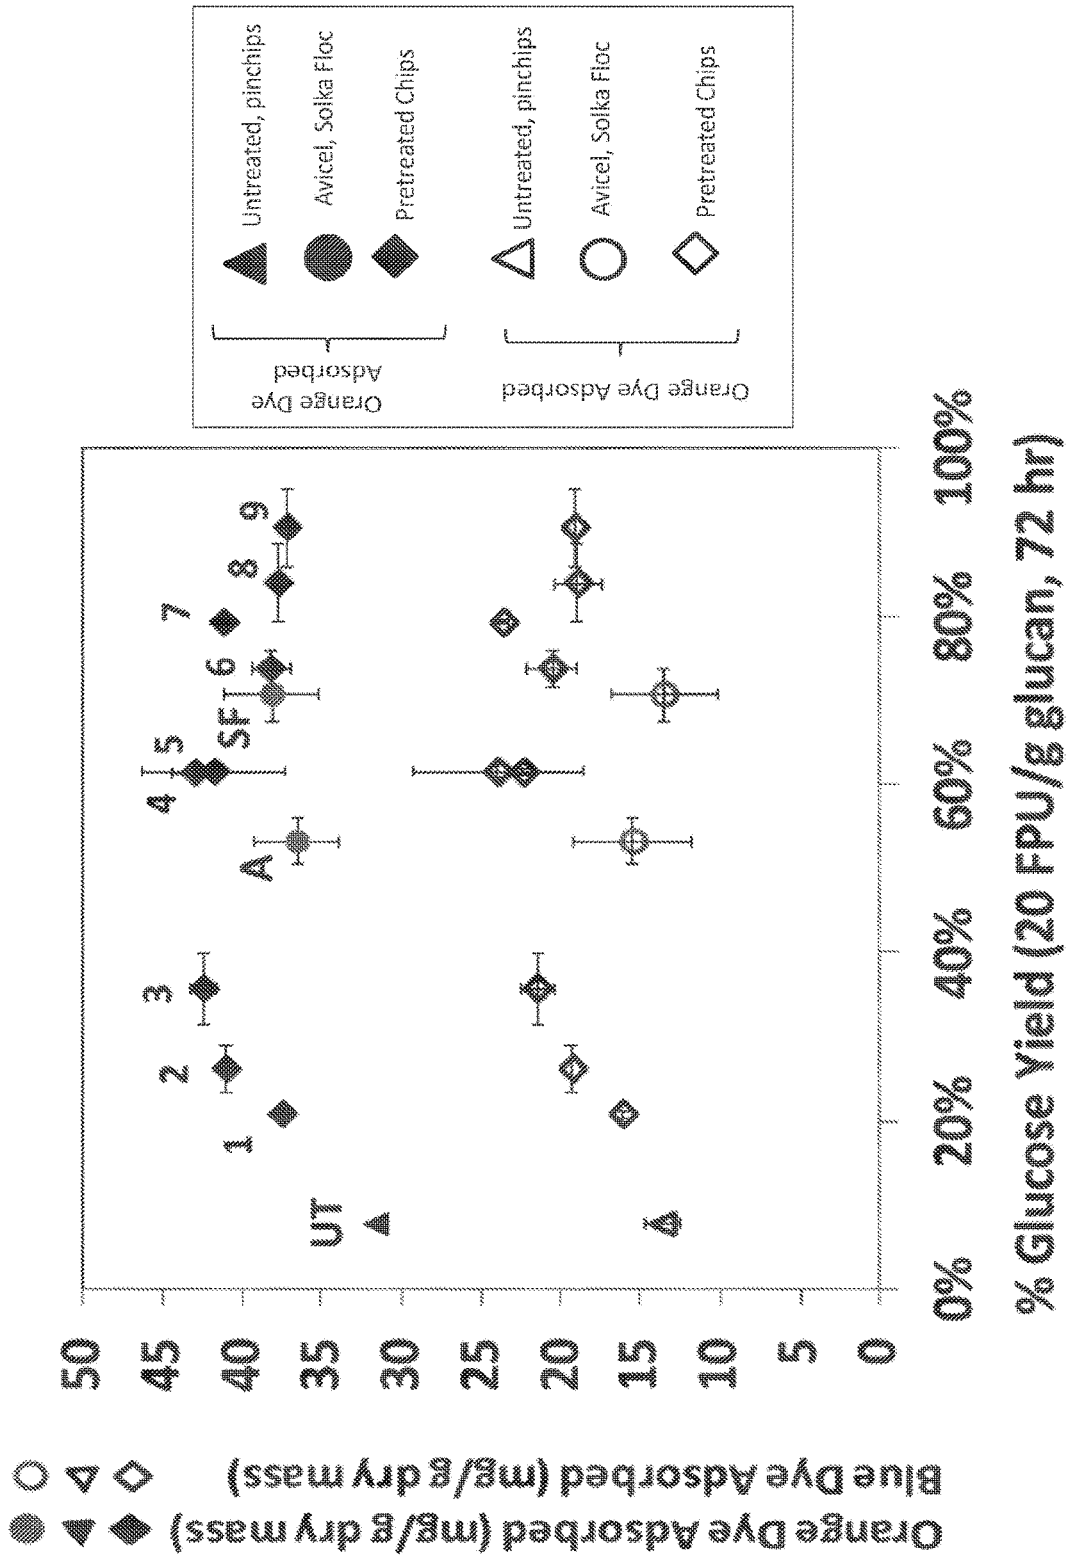 Orange Dye Adsorbed (mg/g dry mass)
Blue Dye Adsorbed (mg/g dry mass)
50
45
40
35
30
25
20
15
10
5
0
UT
1
2
3
A
4
5
SF
6
7
8
9
0%
20%
40%
60%
80%
100%
% Glucose Yield (20 FPU/g glucan, 72 hr)
Orange Dye
Adsorbed
Untreated, pinchips
Avicel, Solka Floc
Pretreated Chips
Orange Dye Adsorbed
Untreated, pinchips
Avicel, Solka Floc
Pretreated Chips